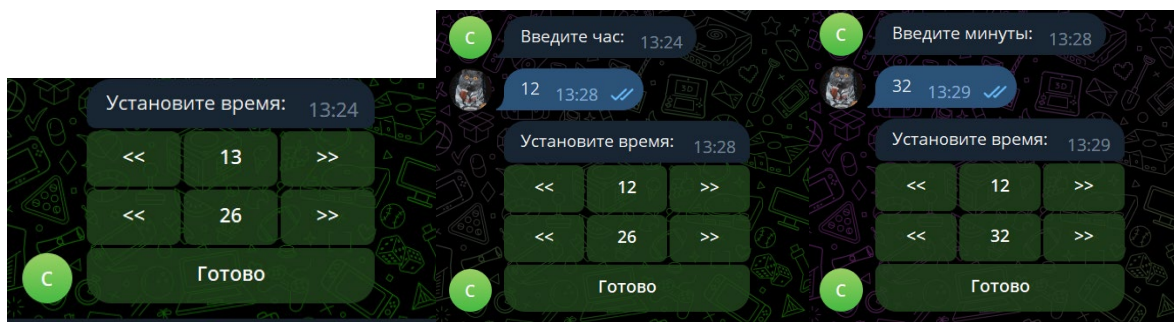 Установите время: 13:24
<< 13 >>
<< 26 >>
Готово
С
Введите час: 13:24
С
12 13:28
Установите время: 13:28
<< 12 >>
<< 26 >>
Готово
С
Введите минуты: 13:28
С
32 13:29
Установите время: 13:29
<< 12 >>
<< 32 >>
Готово
С